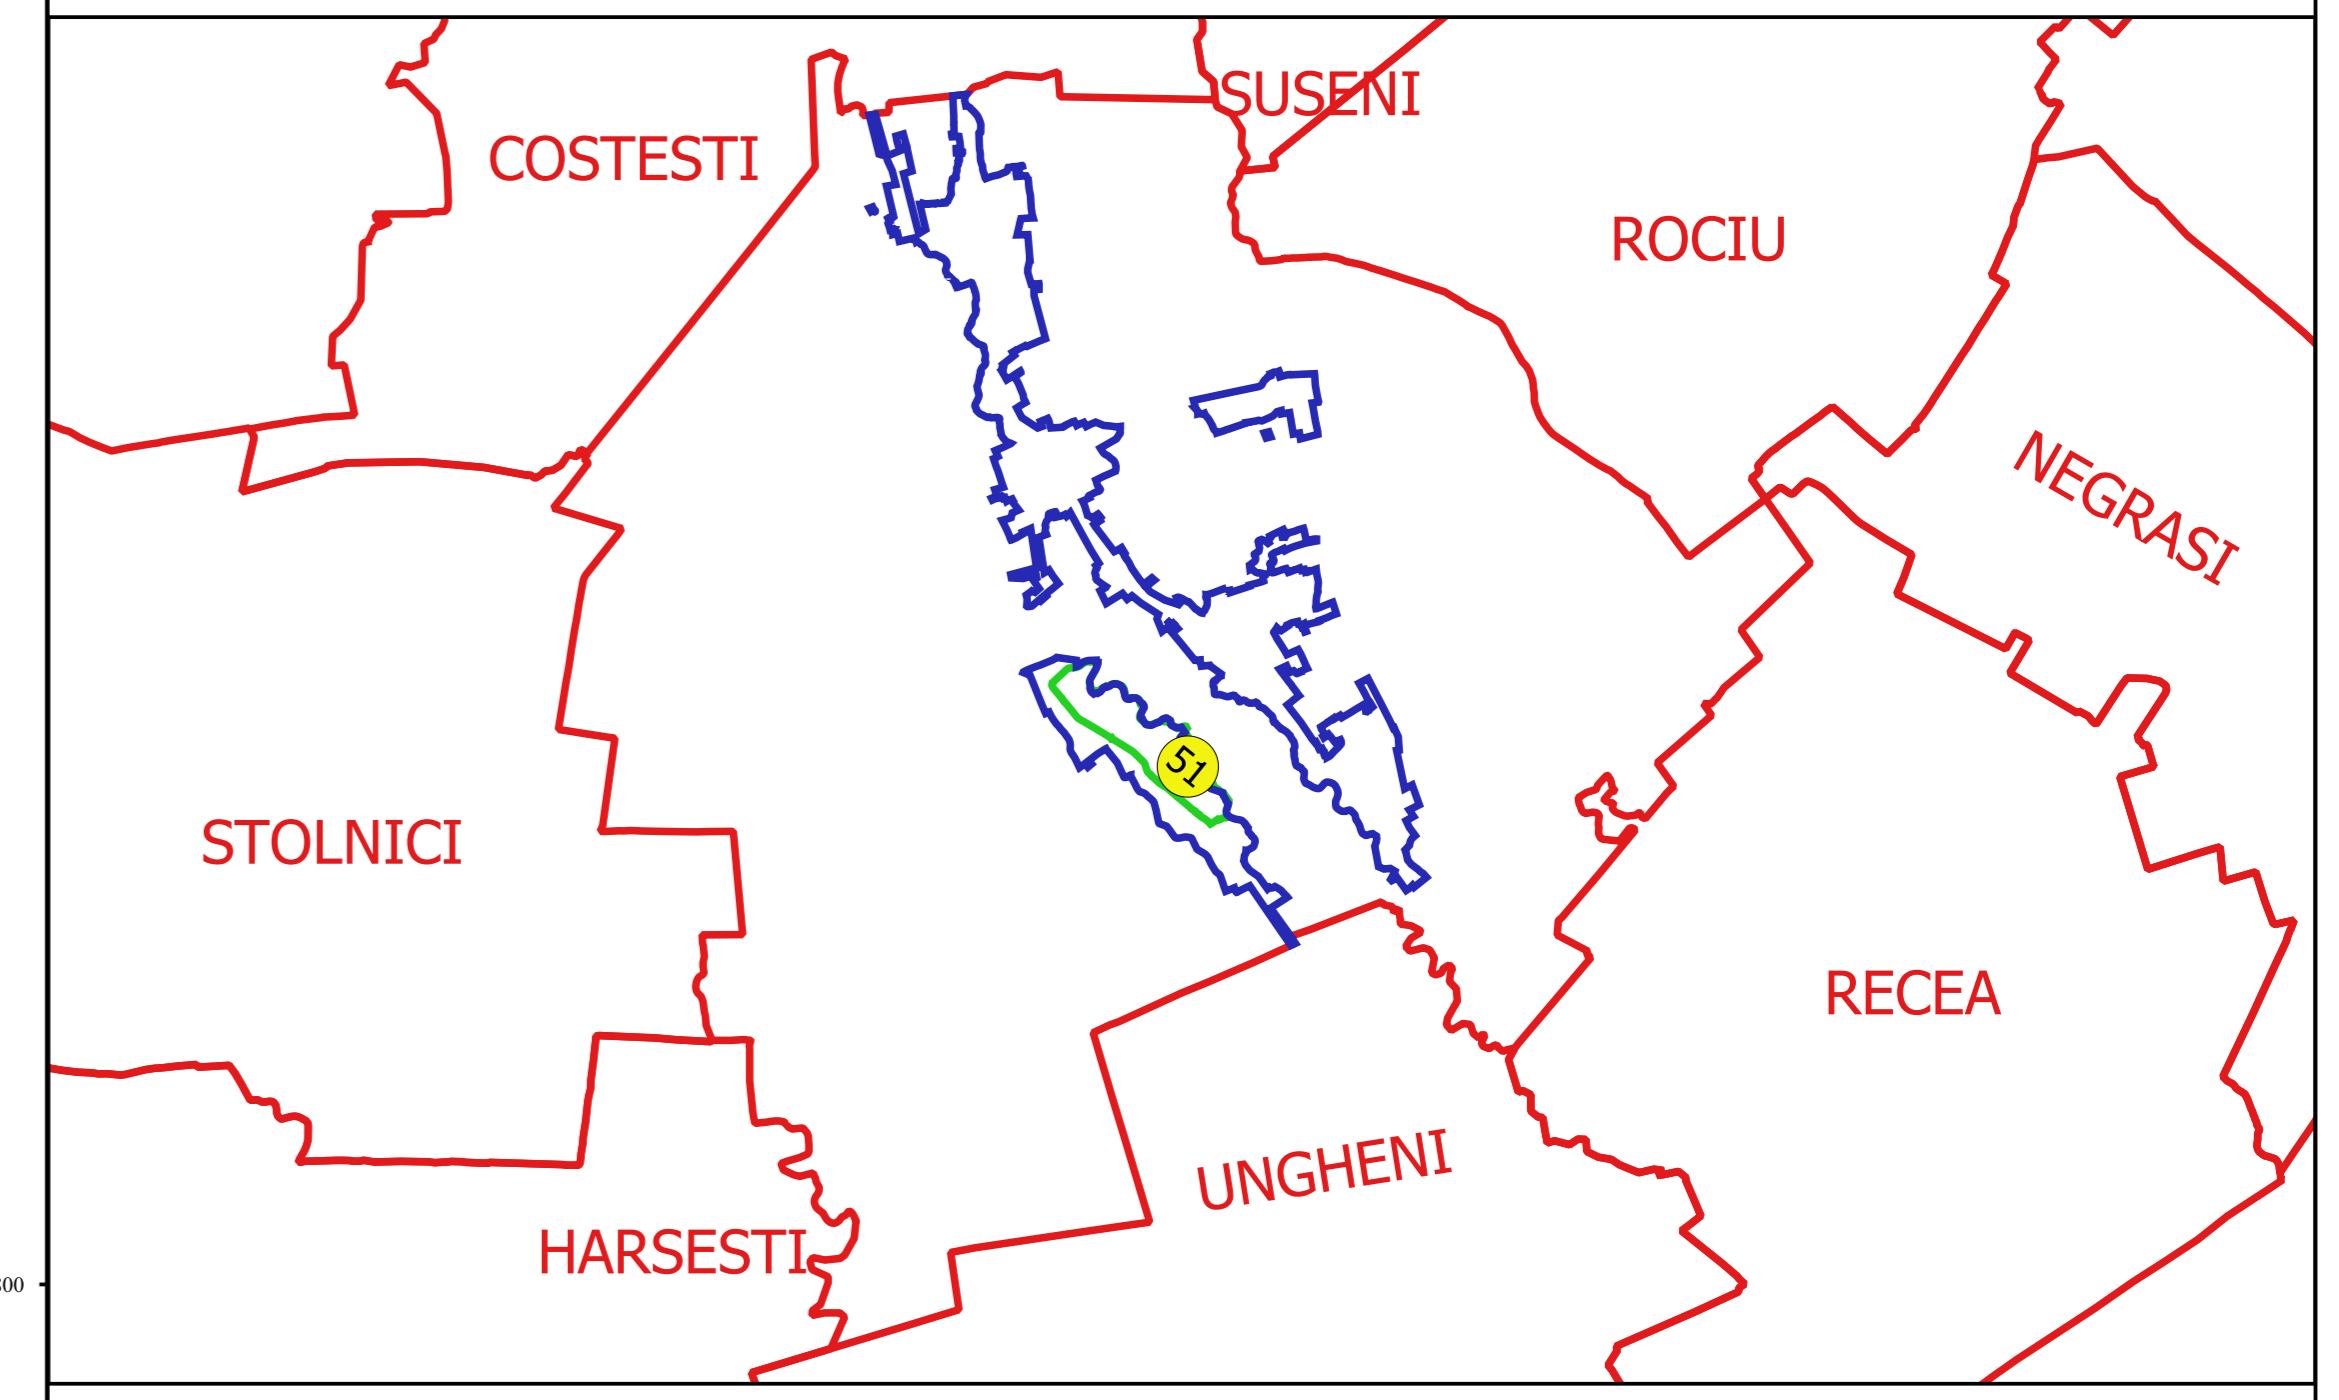 SUSENI
COSTESTI
ROCIU
NEGRASI
51
STOLNICI
RECEA
UNGHENI
HARSESTI